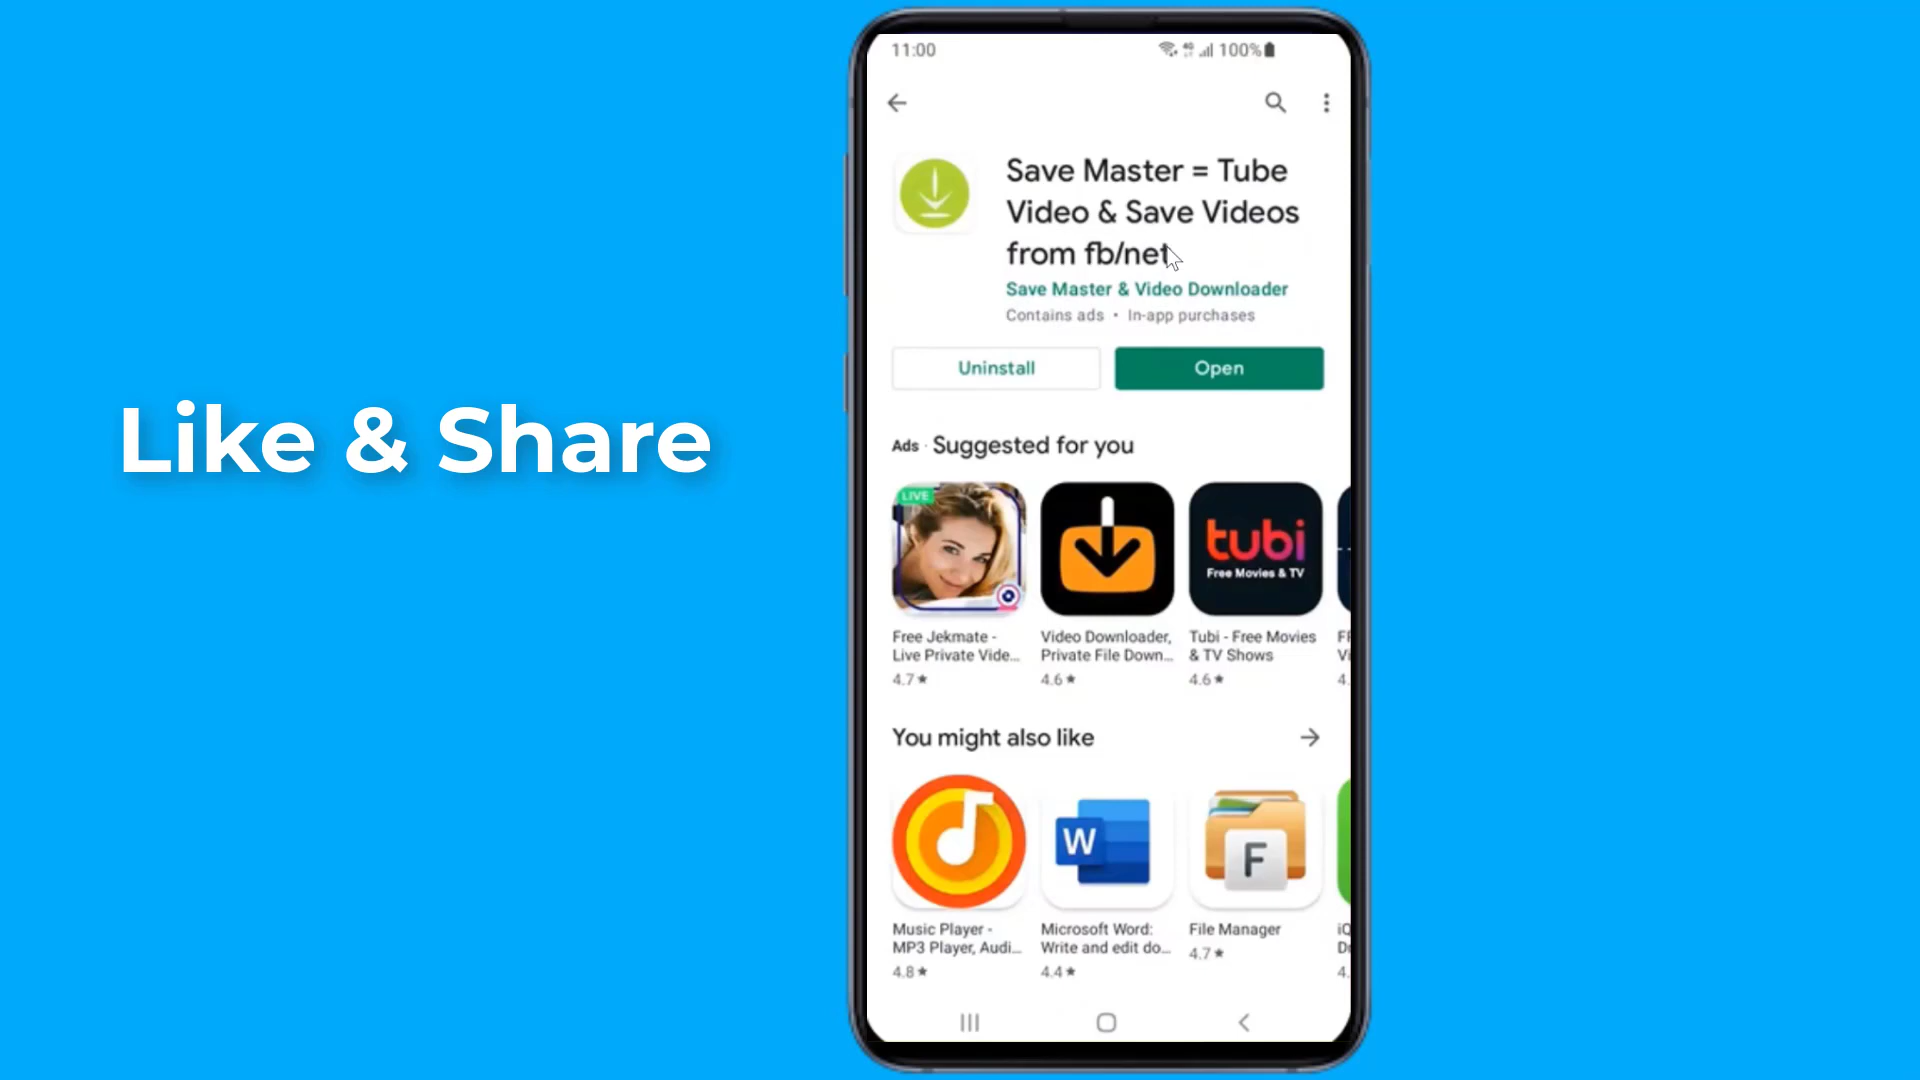 Like & Share
11:00
100%
Save Master = Tube
Video & Save Videos
from fb/net
Save Master & Video Downloader
Contains ads • In-app purchases
Uninstall
Open
Ads · Suggested for you
LIVE
tubi
Free Movies & TV
Free Jekmate -
Live Private Vide...
4.7★
Video Downloader,
Private File Down...
4.6★
Tubi - Free Movies
& TV Shows
4.6★
4.
You might also like
W
F
Music Player -
MP3 Player, Audi...
4.8★
Microsoft Word:
Write and edit do...
4.4★
File Manager
4.7★
iQ
4.